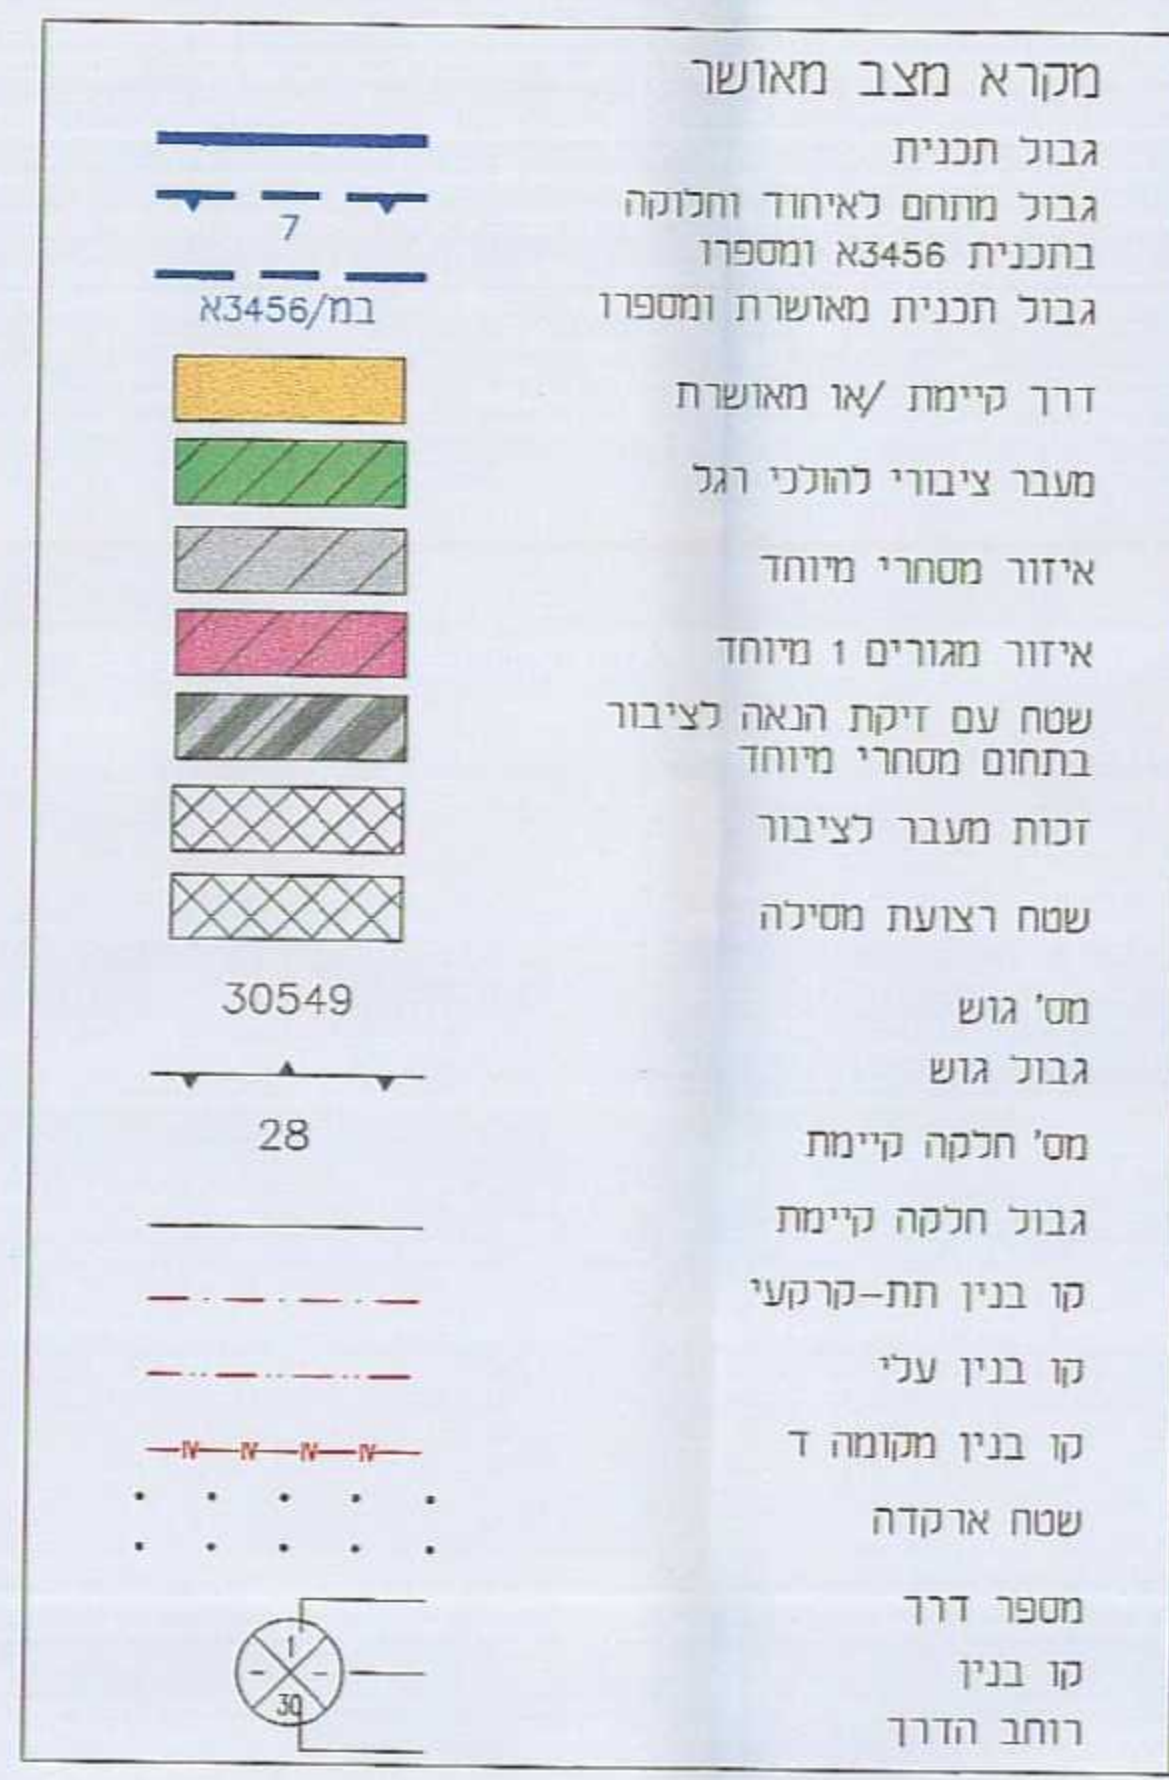 מקרא מצב מאושר
גבול תכנית
גבול מתחם לאיחוד וחלוקה
7
בתכנית 3456א ומספרו
גבול תכנית מאושרת ומספרו
במ/3456א
דרך קיימת /או מאושרת
מעבר ציבורי להולכי רגל
איזור מסחרי מיוחד
איזור מגורים 1 מיוחד
שטח עם זיקת הנאה לציבור
בתחום מסחרי מיוחד
זכות מעבר לציבור
שטח רצועת מסילה
מס' גוש
30549
גבול גוש
מס' חלקה קיימת
28
גבול חלקה קיימת
קו בנין תת-קרקעי
קו בנין עלי
קו בנין מקומה ד
IV IV IV IV
שטח ארקדה
מספר דרך
1
קו בנין
- -
רוחב הדרך
30